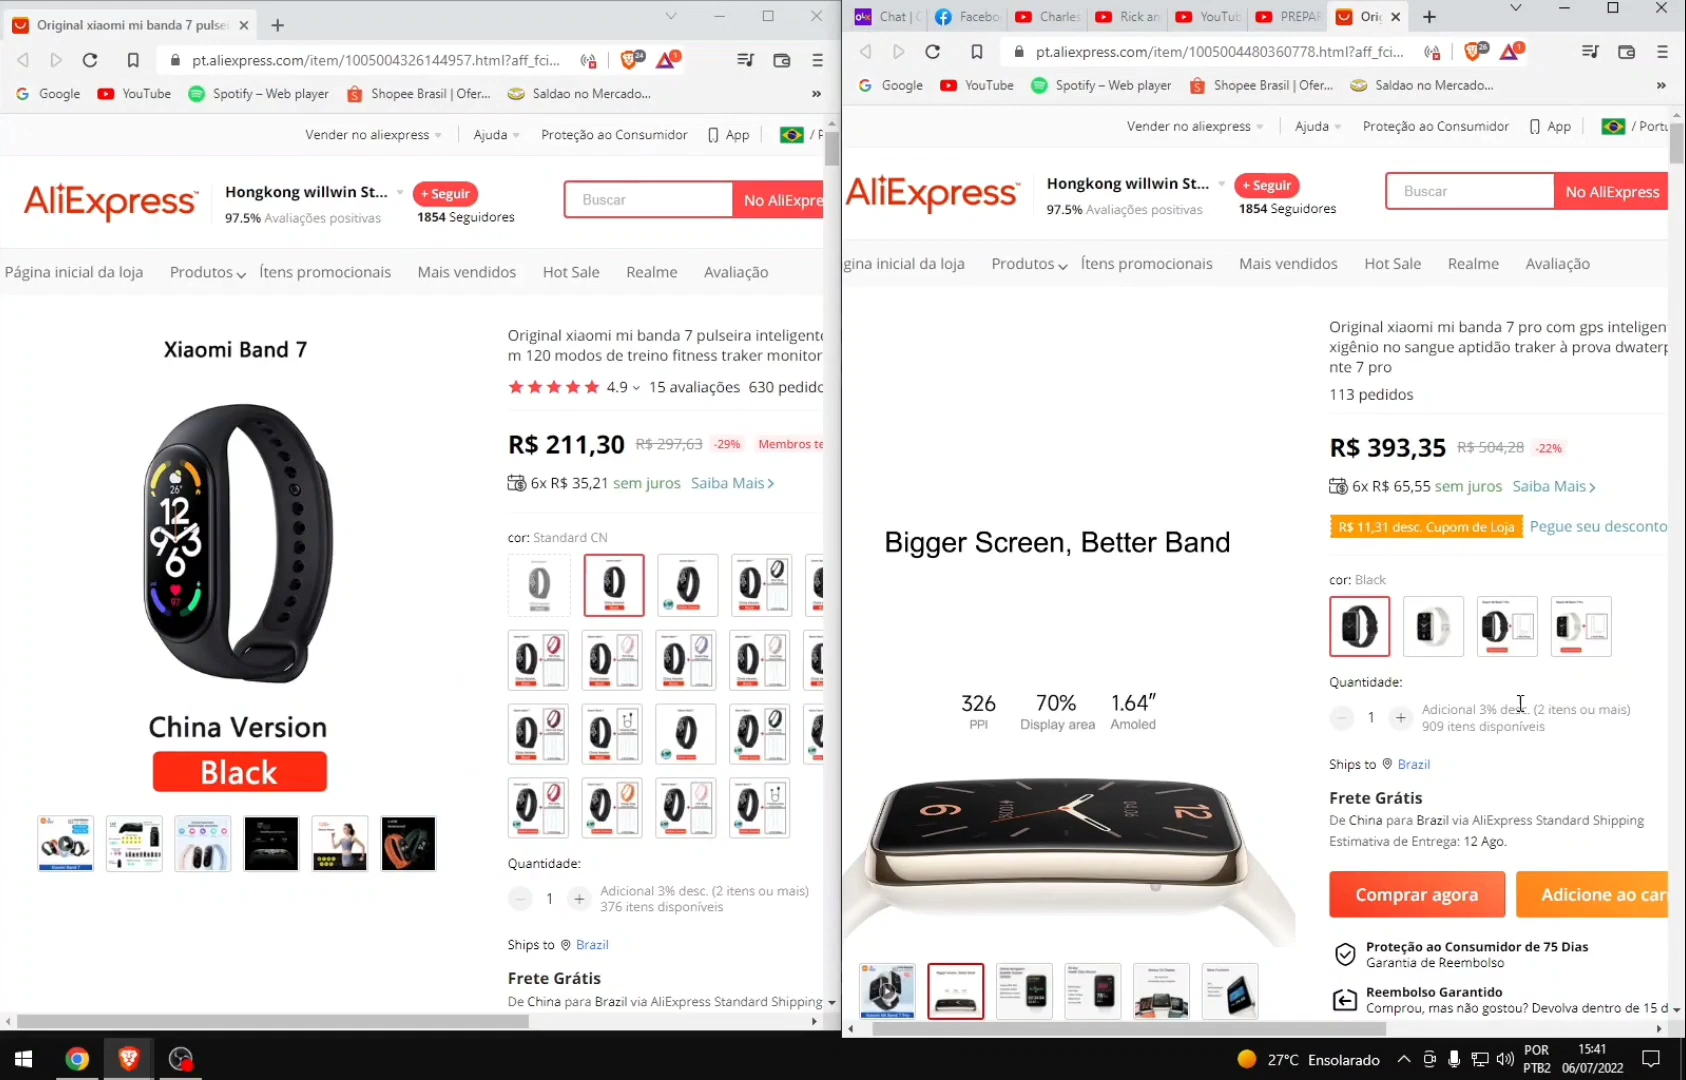 Original xiaomi mi banda 7 pulsei
pt.aliexpress.com/item/1005004326144957.html?aff_fci...
Google
YouTube
Spotify – Web player
Shopee Brasil | Ofer...
Saldao no Mercado...
»
Vender no aliexpress
Ajuda
Proteção ao Consumidor
App
AliExpress™
Hongkong willwin St...
+ Seguir
97.5% Avaliações positivas
1854 Seguidores
Buscar
No AliExpre
Página inicial da loja
Produtos
Ítens promocionais
Mais vendidos
Hot Sale
Realme
Avaliação
Xiaomi Band 7
26°
12
93
6
China Version
Black
Original xiaomi mi banda 7 pulseira inteligente
m 120 modos de treino fitness traker monitor
4.9
15 avaliações
630 pedido
R$ 211,30
R$ 297,63
-29%
Membros te
6x R$ 35,21 sem juros Saiba Mais
cor: Standard CN
Quantidade:
1
Adicional 3% desc. (2 itens ou mais)
376 itens disponíveis
Ships to Brazil
Frete Grátis
De China para Brazil via AliExpress Standard Shipping
Chat |
Facebo
Charles
Rick an
YouTub
PREPAR
Ori
pt.aliexpress.com/item/1005004480360778.html?aff_fc...
Google
YouTube
Spotify – Web player
Shopee Brasil | Ofer...
Saldao no Mercado...
»
Vender no aliexpress
Ajuda
Proteção ao Consumidor
App
/ Portu
AliExpress™
Hongkong willwin St...
+ Seguir
97.5% Avaliações positivas
1854 Seguidores
Buscar
No AliExpress
gina inicial da loja
Produtos
Ítens promocionais
Mais vendidos
Hot Sale
Realme
Avaliação
Bigger Screen, Better Band
326
PPI
70%
Display area
1.64”
Amoled
Original xiaomi mi banda 7 pro com gps inteligen
xigênio no sangue aptidão traker à prova dwaterp
nte 7 pro
113 pedidos
R$ 393,35
R$ 504,28
-22%
6x R$ 65,55 sem juros Saiba Mais
R$ 11,31 desc. Cupom de Loja
Pegue seu desconto
cor: Black
Quantidade:
1
Adicional 3% desc. (2 itens ou mais)
909 itens disponíveis
Ships to Brazil
Frete Grátis
De China para Brazil via AliExpress Standard Shipping
Estimativa de Entrega: 12 Ago.
Comprar agora
Adicione ao carr
Proteção ao Consumidor de 75 Dias
Garantia de Reembolso
Reembolso Garantido
Comprou, mas não gostou? Devolva dentro de 15 d
27°C Ensolarado
POR
PTB2
15:41
06/07/2022